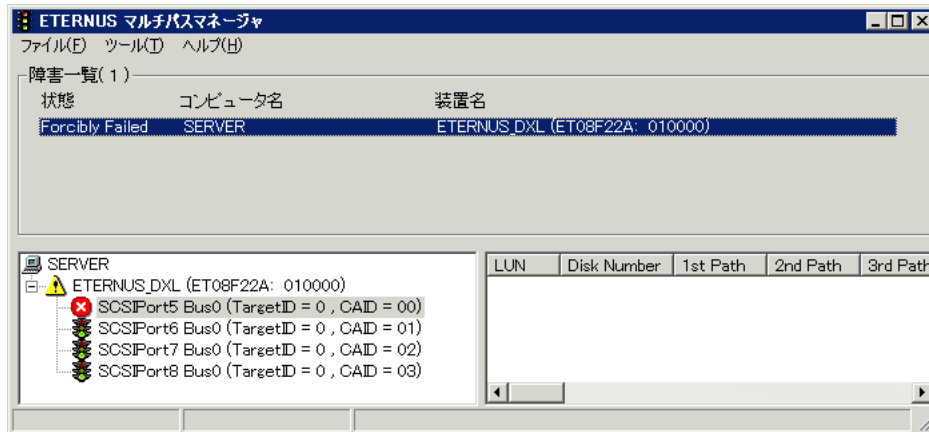 ETERNUS マルチパスマネージャ
ファイル(F) ツール(T) ヘルプ(H)
障害一覧( 1 )
状態 コンピュータ名 装置名
Forcibly Failed SERVER ETERNUS_DXL (ET08F22A: 010000)
SERVER
ETERNUS_DXL (ET08F22A: 010000)
SCSIPort5 Bus0 (TargetID = 0 , CAID = 00)
SCSIPort6 Bus0 (TargetID = 0 , CAID = 01)
SCSIPort7 Bus0 (TargetID = 0 , CAID = 02)
SCSIPort8 Bus0 (TargetID = 0 , CAID = 03)
LUN Disk Number 1st Path 2nd Path 3rd Path